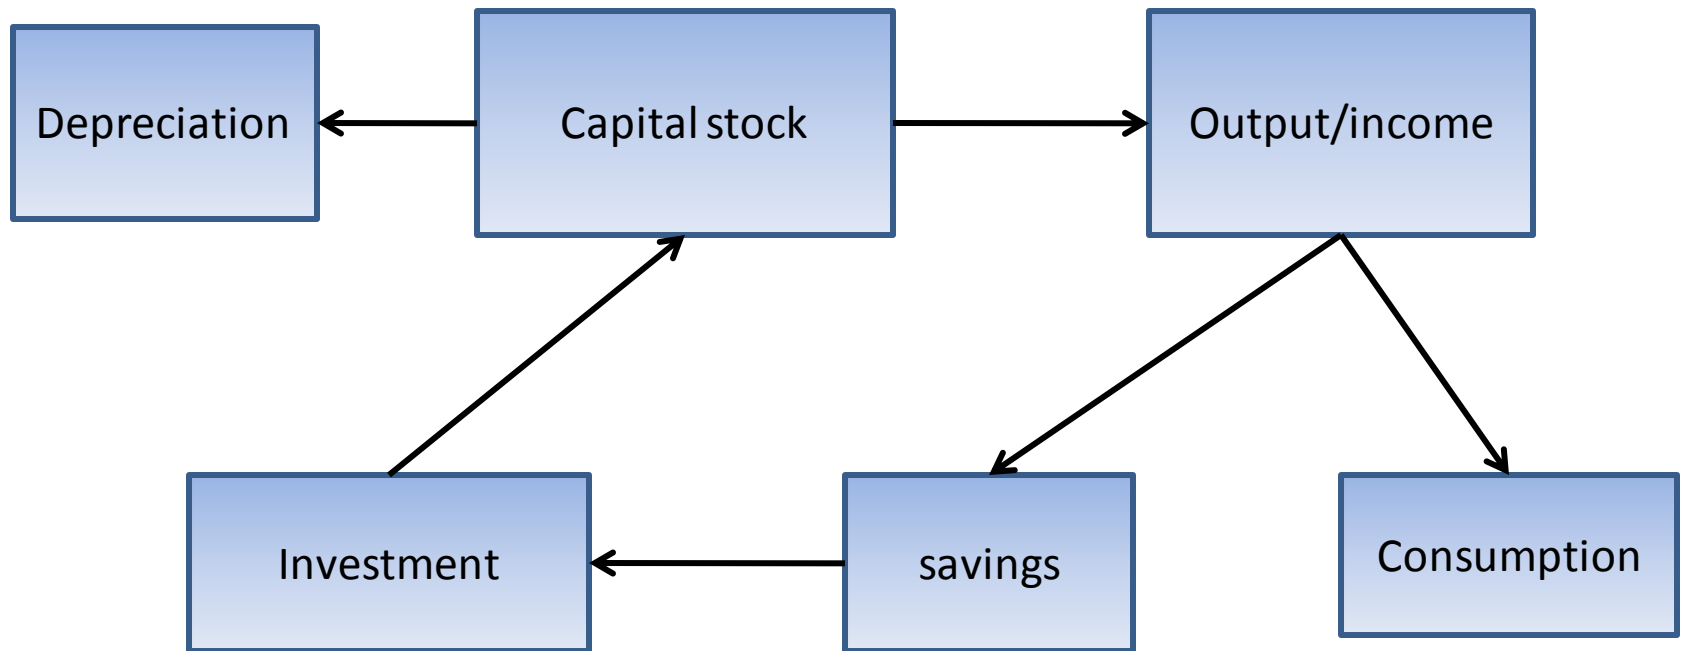 Depreciation
Capital stock
Output/income
Investment
savings
Consumption